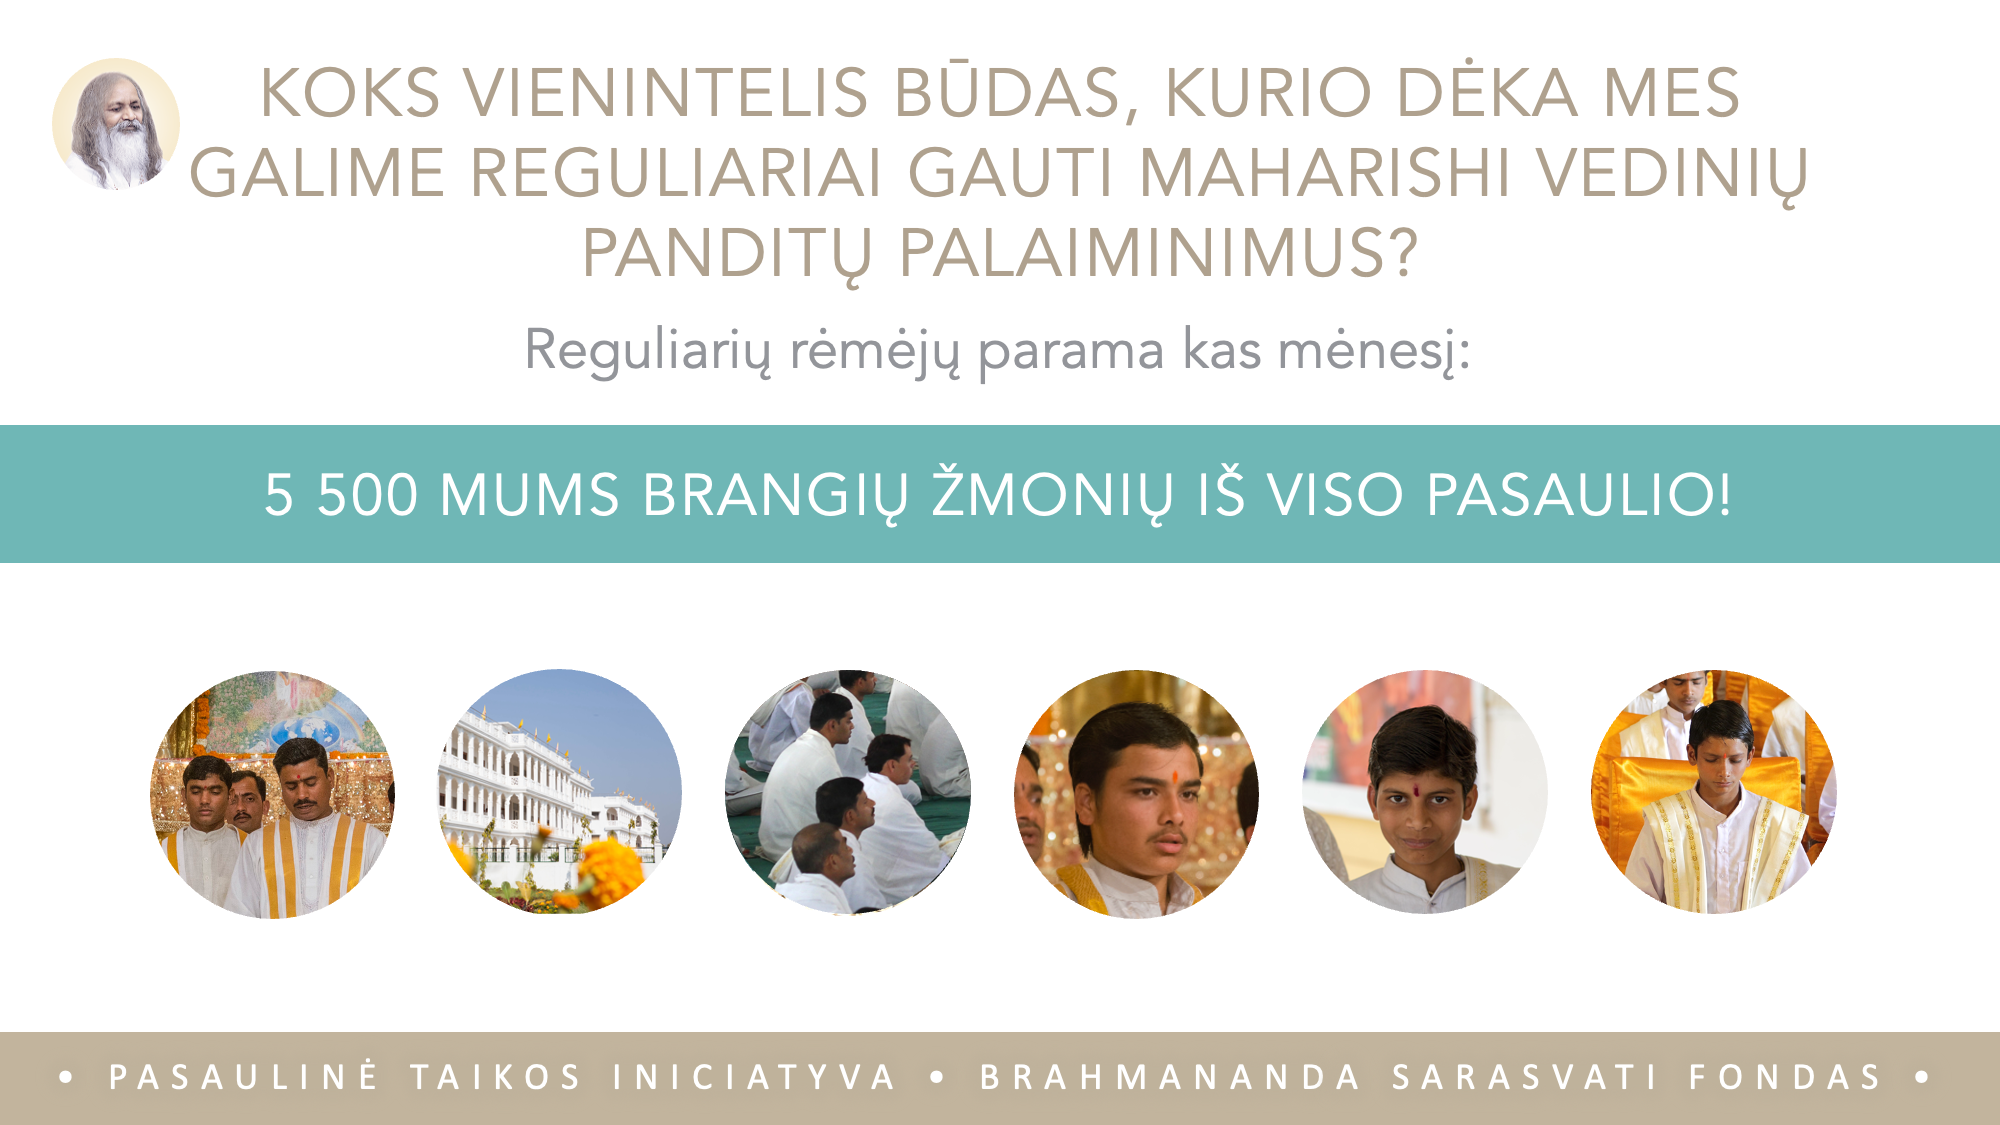 KOKS VIENINTELIS BŪDAS, KURIO DĖKA MES
GALIME REGULIARIAI GAUTI MAHARISHI VEDINIŲ
PANDITŲ PALAIMINIMUS?
Reguliarių rėmėjų parama kas mėnesį:
5 500 MUMS BRANGIŲ ŽMONIŲ IŠ VISO PASAULIO!
• PASAULINĖ TAIKOS INICIATYVA • BRAHMANANDA SARASVATI FONDAS •